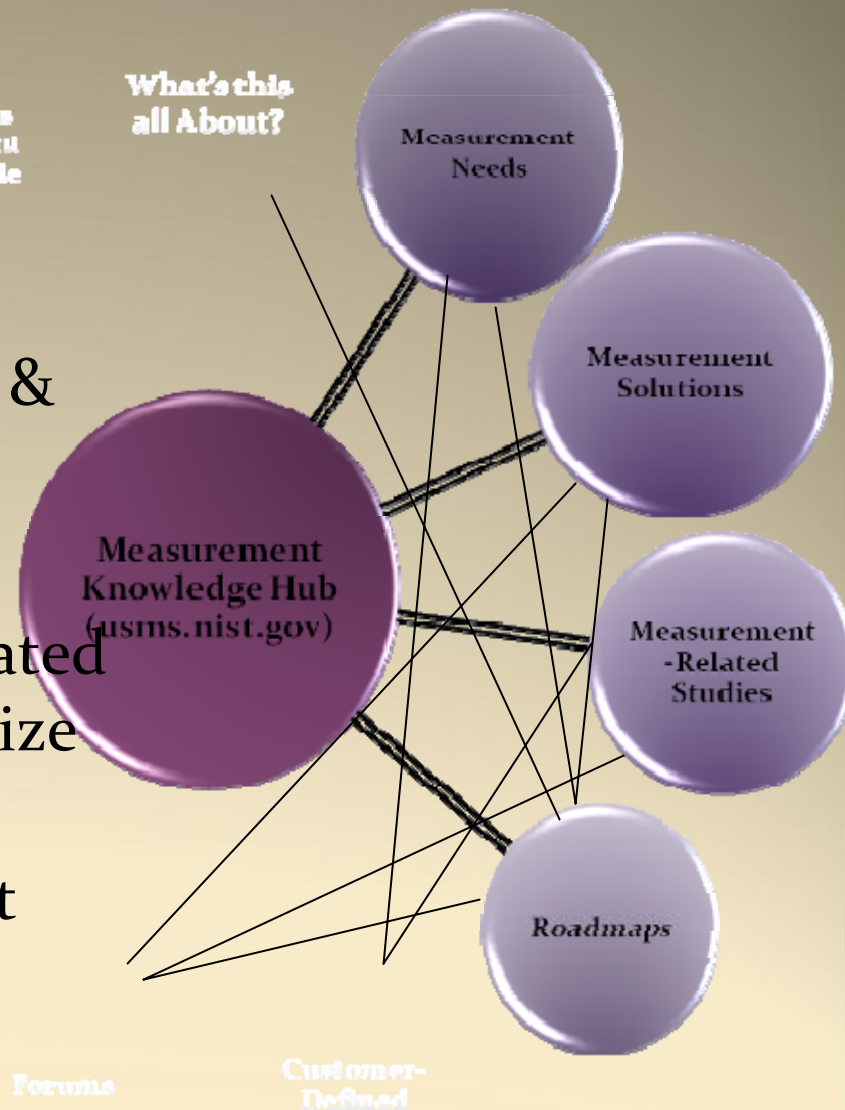 What's this
all About?
Measurement
Needs
&
Measurement
Solutions
Measurement
Knowledge Hub
(usms.nist.gov)
Measurement
-Related
Studies
ated
ize
t
Roadmaps
Forums
Customer-
Defined